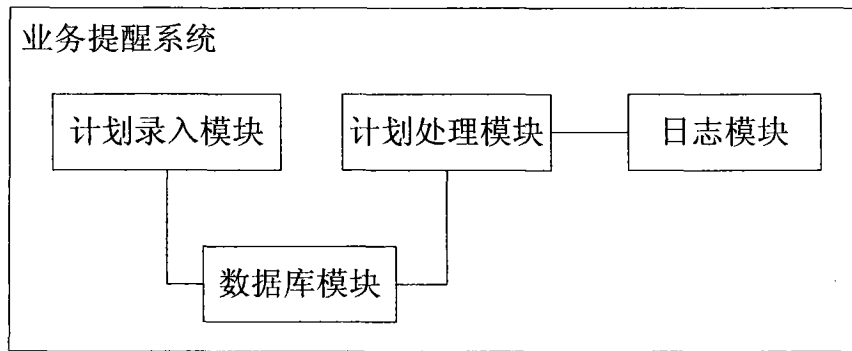 业务提醒系统
计划录入模块
计划处理模块
日志模块
数据库模块